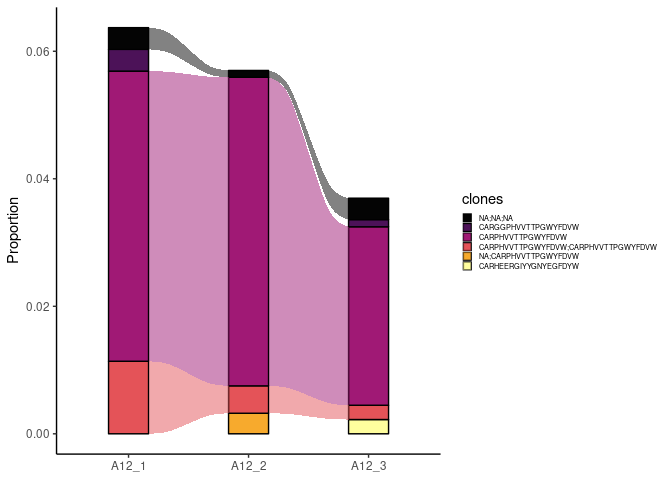 0.06
0.04
0.02
0.00
Proportion
A12_1
A12_2
A12_3
clones
NA;NA;NA
CARGGPHVVTTPGWYFDVW
CARPHVVTTPGWYFDVW
CARPHVVTTPGWYFDVW;CARPHVVTTPGWYFDVW
NA;CARPHVVTTPGWYFDVW
CARHEERGIYYGNYEGFDYW